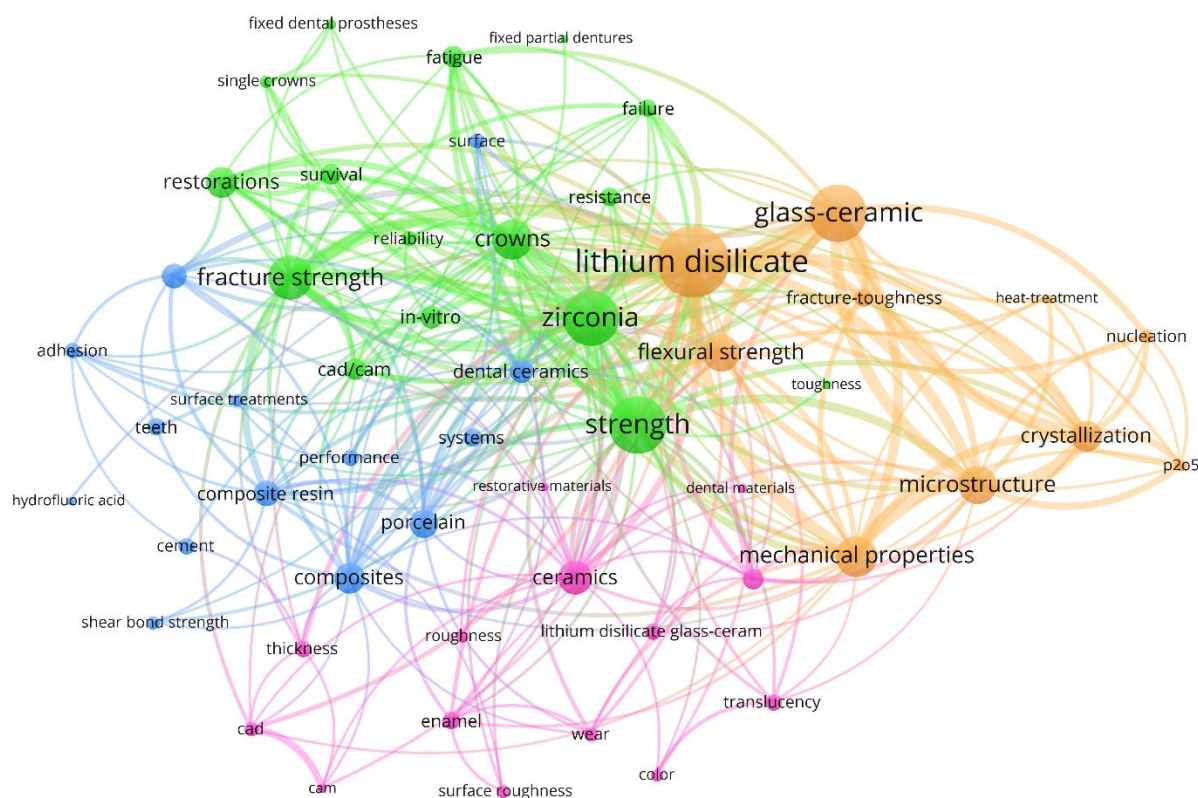 fixed dental prostheses
fixed partial dentures
fatigue
single crowns
failure
surface
survival
restorations
resistance
glass-ceramic
reliability
crowns
lithium disilicate
fracture strength
fracture-toughness
heat-treatment
in-vitro
zirconia
nucleation
adhesion
flexural strength
cad/cam
dental ceramics
toughness
surface treatments
teeth
systems
strength
crystallization
performance
p2o5
hydrofluoric acid
composite resin
restorative materials
dental materials
microstructure
porcelain
cement
mechanical properties
composites
ceramics
shear bond strength
roughness
lithium disilicate glass-ceram
thickness
translucency
cad
enamel
wear
color
cam
surface roughness